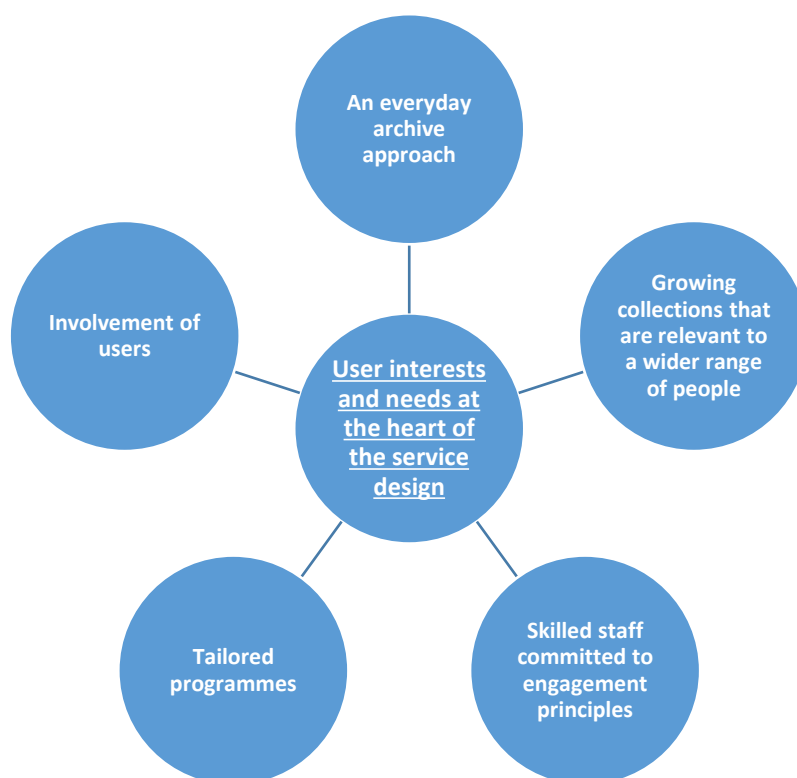 An everyday
archive
approach
Growing
collections that
are relevant to
a wider range
of people
Involvement of
users
User interests
and needs at
the heart of
the service
design
Tailored
programmes
Skilled staff
committed to
engagement
principles